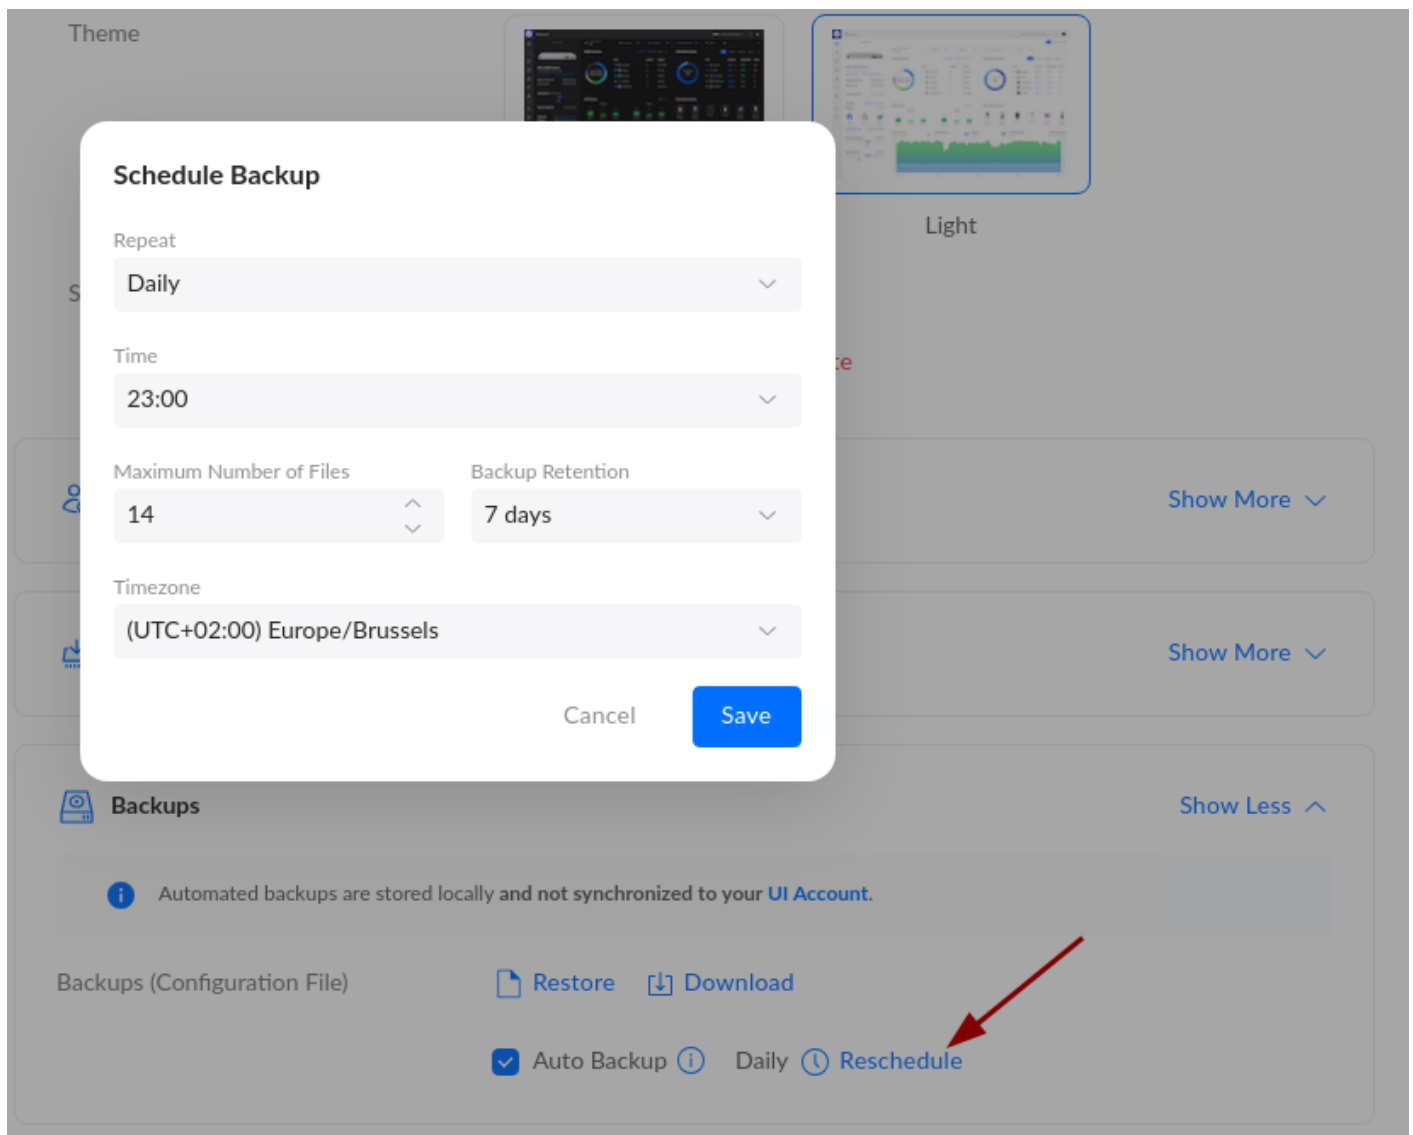 Theme
Light
Schedule Backup
Repeat
Daily
Time
23:00
Maximum Number of Files
Backup Retention
14
7 days
Timezone
(UTC+02:00) Europe/Brussels
Cancel
Save
Show More
Show More
Backups
Show Less
Automated backups are stored locally and not synchronized to your UI Account.
Backups (Configuration File)
Restore
Download
Auto Backup
Daily
Reschedule